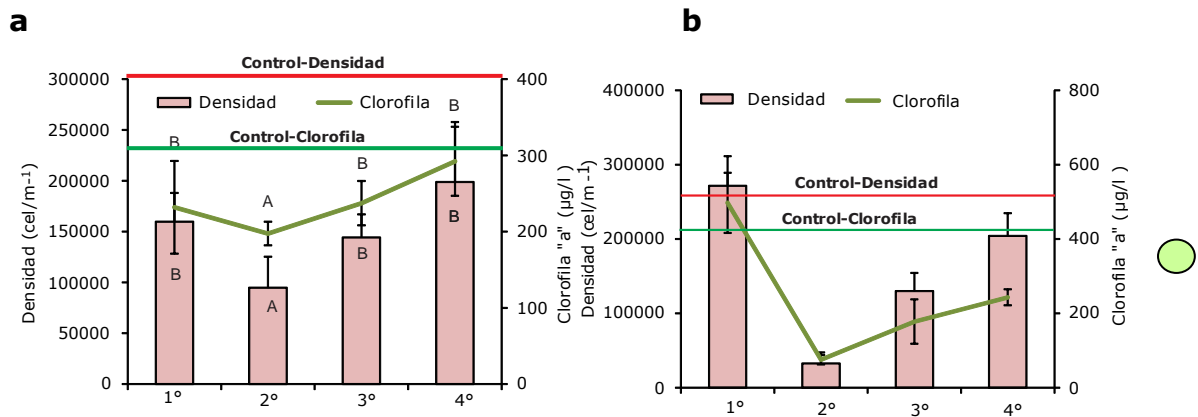 a
Control-Densidad
300000
250000
200000
150000
100000
50000
0
Densidad (cel/m-1)
Densidad
Clorofila
Control-Clorofila
B
A
B
B
B
A
B
B
400
300
200
100
0
Clorofila "a" (µg/l)
1°
2°
3°
4°
b
400000
300000
200000
100000
0
Densidad (cel/m-1)
Densidad
Clorofila
Control-Densidad
Control-Clorofila
800
600
400
200
0
Clorofila "a" (µg/l)
1°
2°
3°
4°